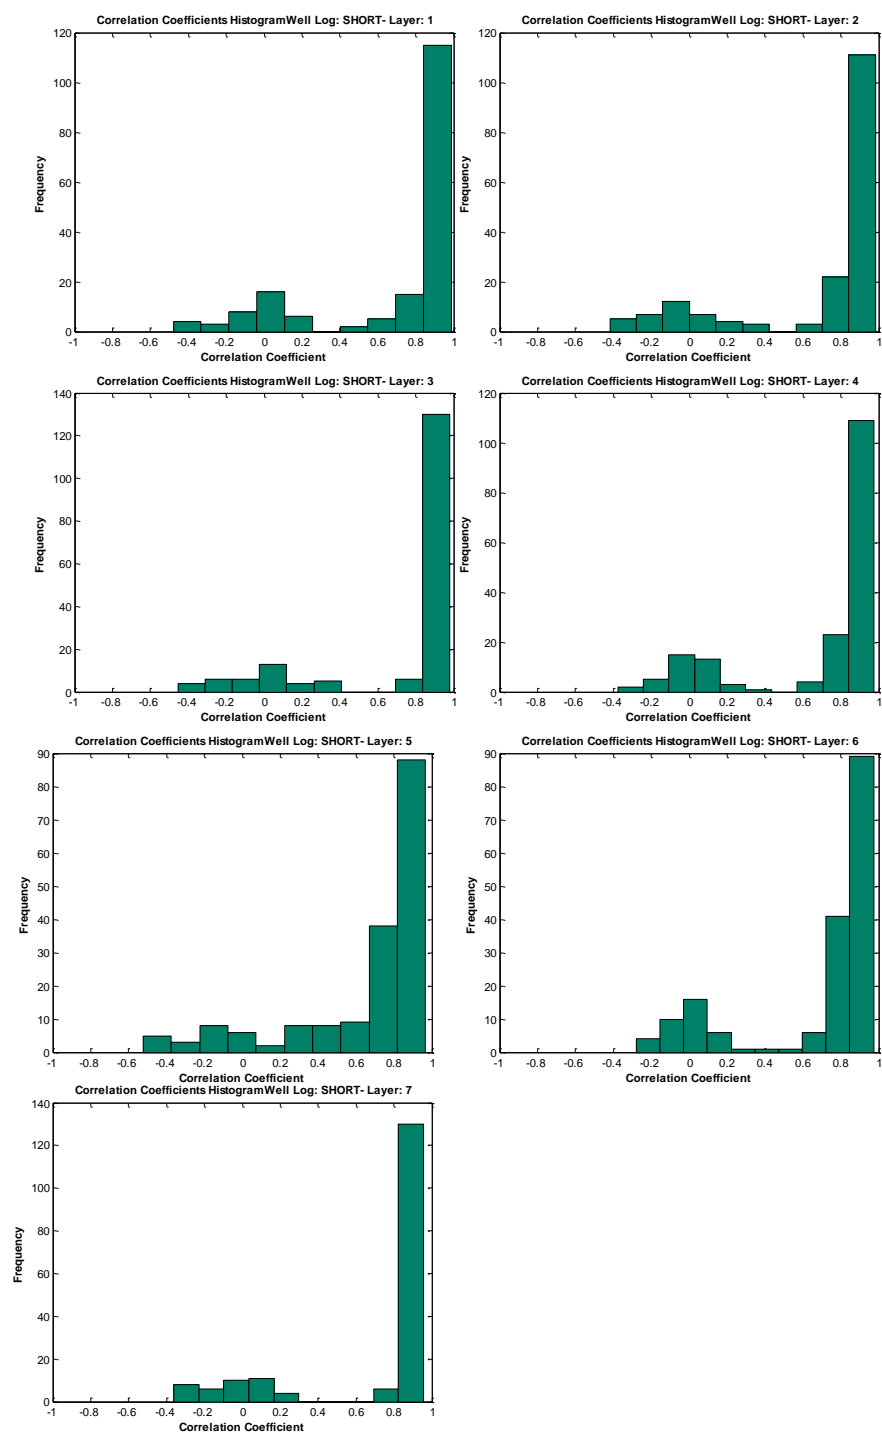 Correlation Coefficients HistogramWell Log: SHORT- Layer: 1
120
100
80
60
40
20
0
Frequency
-1 -0.8 -0.6 -0.4 -0.2 0 0.2 0.4 0.6 0.8 1
Correlation Coefficient
Correlation Coefficients HistogramWell Log: SHORT- Layer: 2
120
100
80
60
40
20
0
Frequency
-1 -0.8 -0.6 -0.4 -0.2 0 0.2 0.4 0.6 0.8 1
Correlation Coefficient
Correlation Coefficients HistogramWell Log: SHORT- Layer: 3
140
120
100
80
60
40
20
0
Frequency
-1 -0.8 -0.6 -0.4 -0.2 0 0.2 0.4 0.6 0.8 1
Correlation Coefficient
Correlation Coefficients HistogramWell Log: SHORT- Layer: 4
120
100
80
60
40
20
0
Frequency
-1 -0.8 -0.6 -0.4 -0.2 0 0.2 0.4 0.6 0.8 1
Correlation Coefficient
Correlation Coefficients HistogramWell Log: SHORT- Layer: 5
90
80
70
60
50
40
30
20
10
0
Frequency
-1 -0.8 -0.6 -0.4 -0.2 0 0.2 0.4 0.6 0.8 1
Correlation Coefficient
Correlation Coefficients HistogramWell Log: SHORT- Layer: 6
90
80
70
60
50
40
30
20
10
0
Frequency
-1 -0.8 -0.6 -0.4 -0.2 0 0.2 0.4 0.6 0.8 1
Correlation Coefficient
Correlation Coefficients HistogramWell Log: SHORT- Layer: 7
140
120
100
80
60
40
20
0
Frequency
-1 -0.8 -0.6 -0.4 -0.2 0 0.2 0.4 0.6 0.8 1
Correlation Coefficient